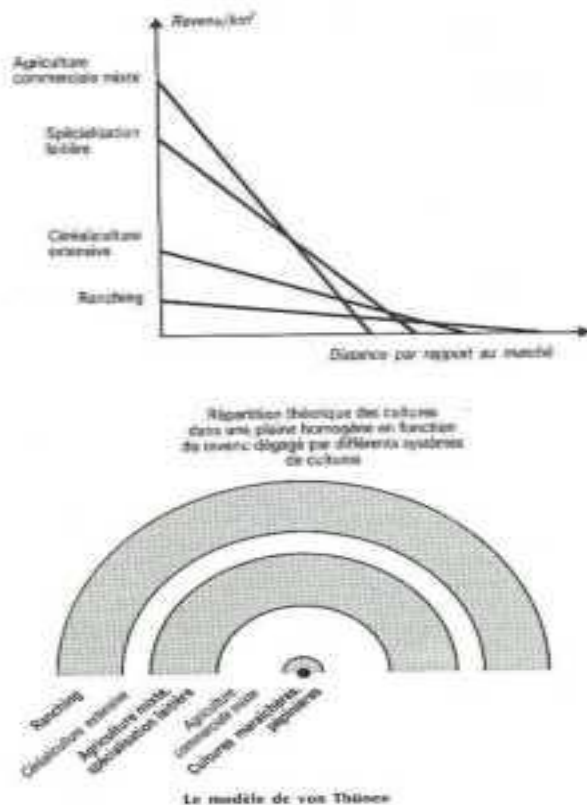 Revenu/km²
Agriculture
commerciale mixte
Spécialisation
laitière
Céréaliculture
extensive
Ranching
Distance par rapport au marché
Répartition théorique des cultures
dans une plaine homogène en fonction
du revenu dégagé par différents systèmes
de cultures
Ranching
Céréaliculture extensive
Agriculture mixte,
spécialisation laitière
Agriculture
commerciale mixte
Cultures maraîchères,
pépinières
Le modèle de von Thünen